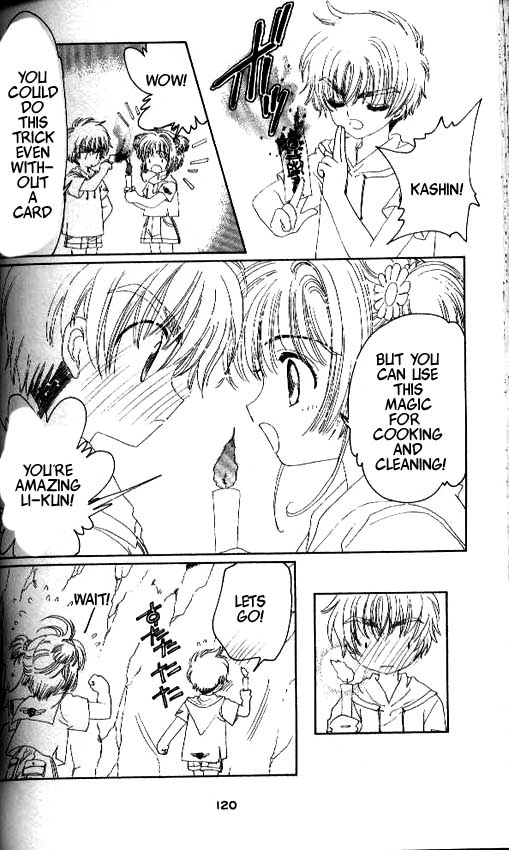 KASHIN!
WOW!
YOU
COULD
DO
THIS
TRICK
EVEN
WITH-
OUT
A
CARD
BUT YOU
CAN USE
THIS
MAGIC
FOR
COOKING
AND
CLEANING!
YOU'RE
AMAZING
LI-KUN!
LETS
GO!
WAIT!
120